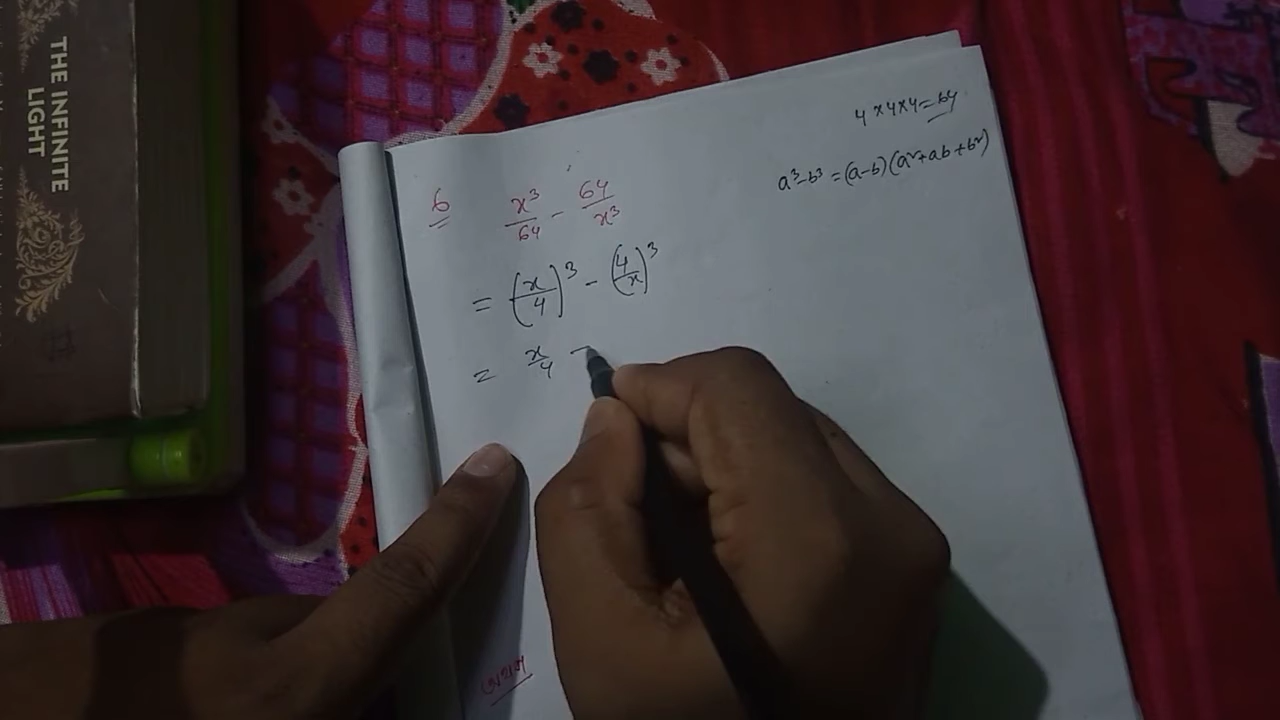 THE INFINITE
LIGHT
4×4×4=64
a³-b³ = (a-b)(a²+ab+b²)
6 x³/64 - 64/x³
= (x/4)³ - (4/x)³
= x/4 -